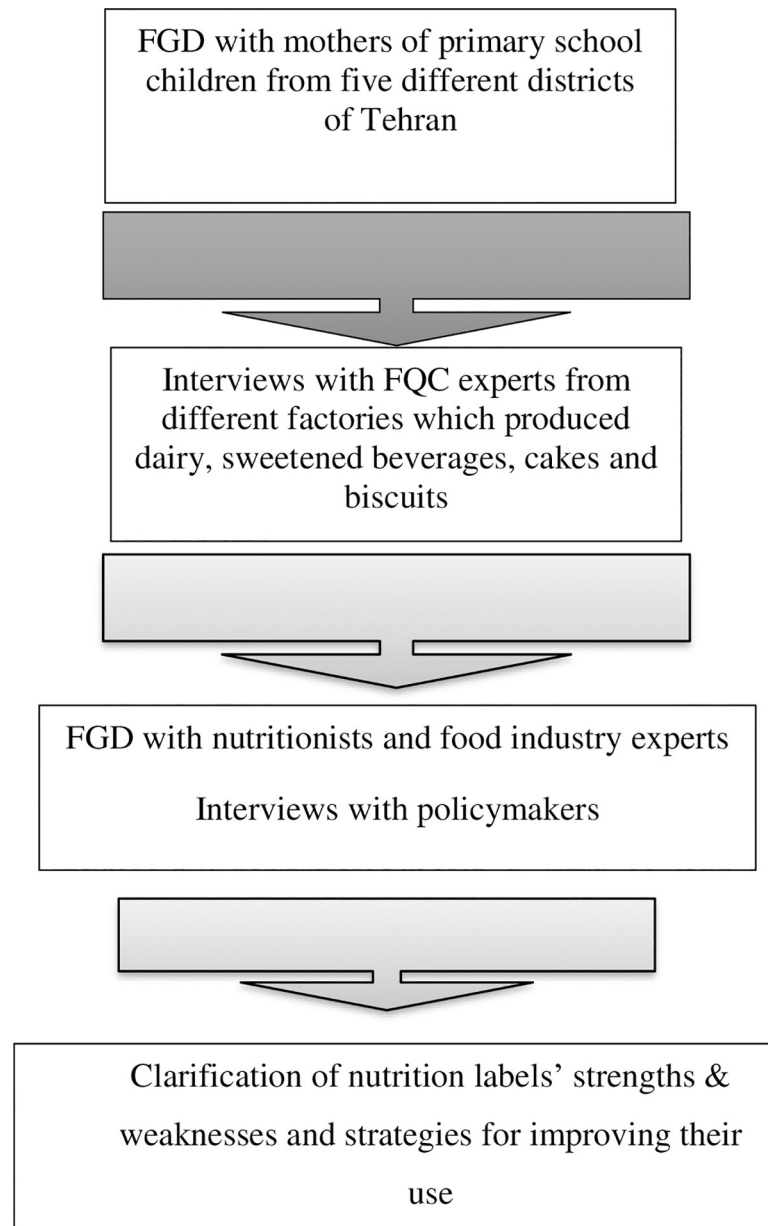 FGD with mothers of primary school
children from five different districts
of Tehran
Interviews with FQC experts from
different factories which produced
dairy, sweetened beverages, cakes and
biscuits
FGD with nutritionists and food industry experts
Interviews with policymakers
Clarification of nutrition labels’ strengths &
weaknesses and strategies for improving their
use